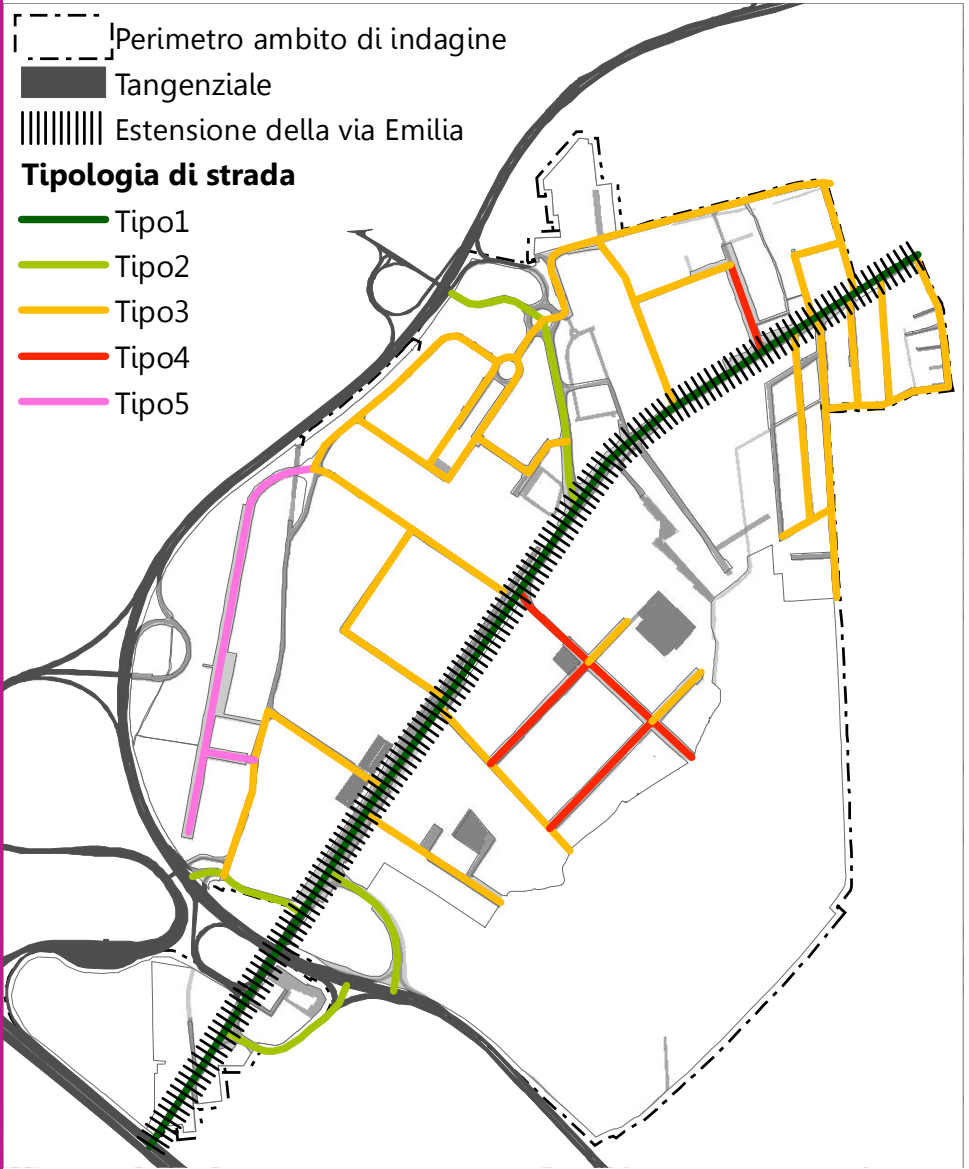 Perimetro ambito di indagine
Tangenziale
Estensione della via Emilia
Tipologia di strada
Tipo1
Tipo2
Tipo3
Tipo4
Tipo5